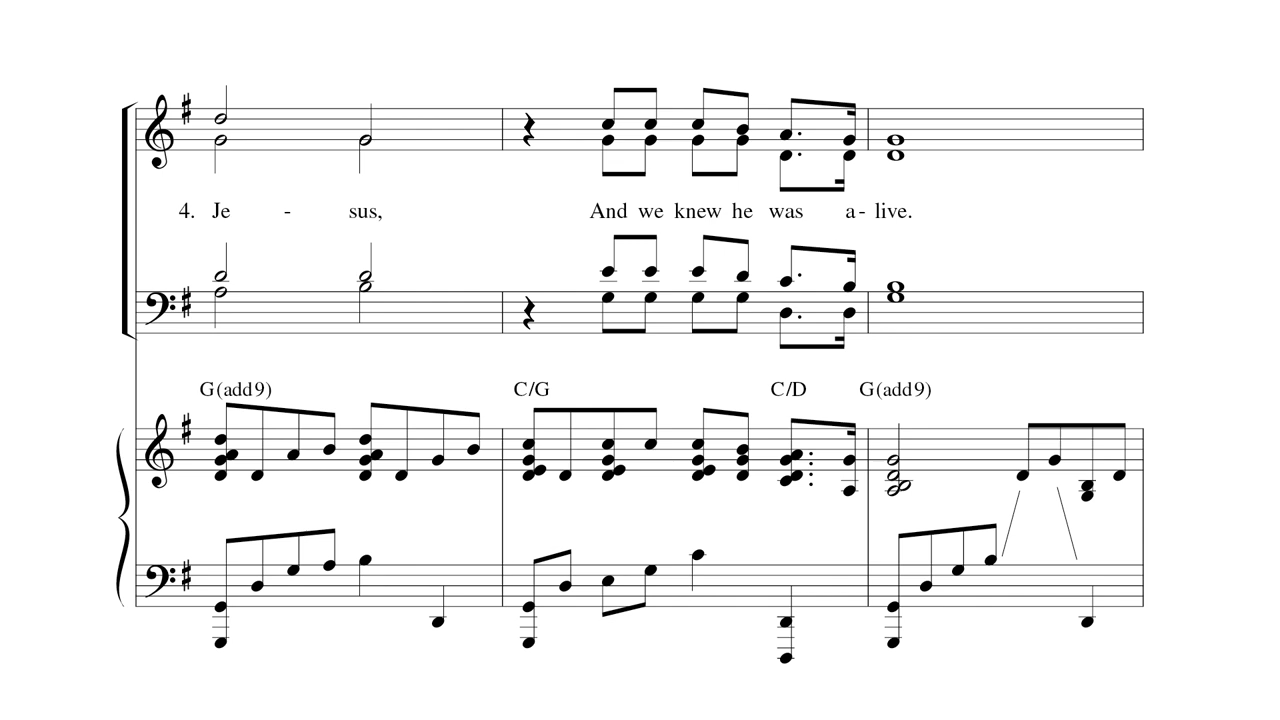 4. Je - sus, And we knew he was a - live.
G(add9) C/G C/D G(add9)